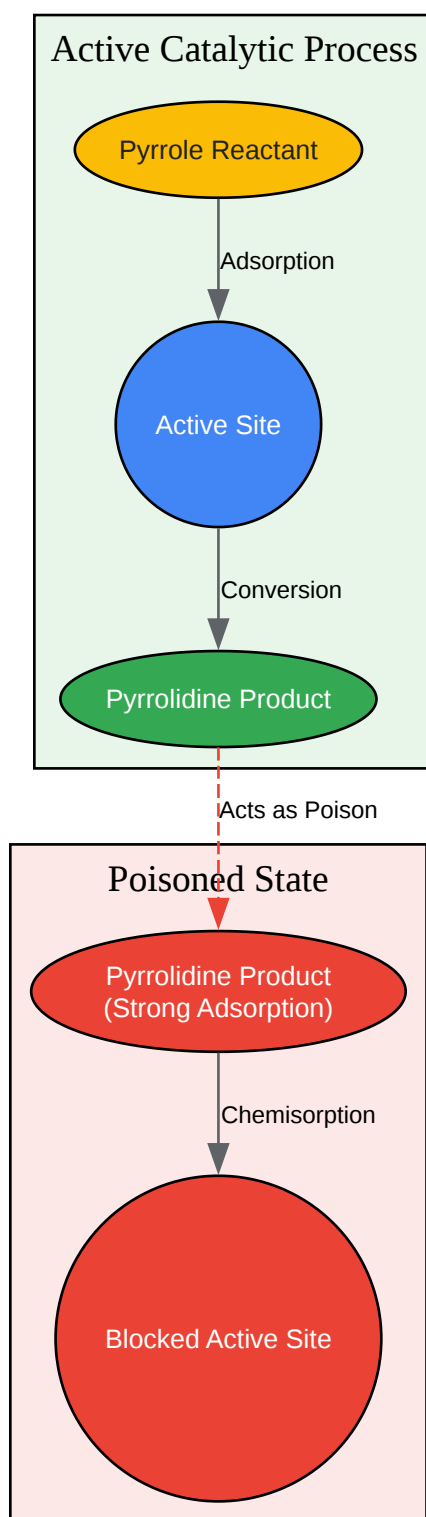 Active Catalytic Process
Pyrrole Reactant
Adsorption
Active Site
Conversion
Pyrrolidine Product
Acts as Poison
Poisoned State
Pyrrolidine Product
(Strong Adsorption)
Chemisorption
Blocked Active Site